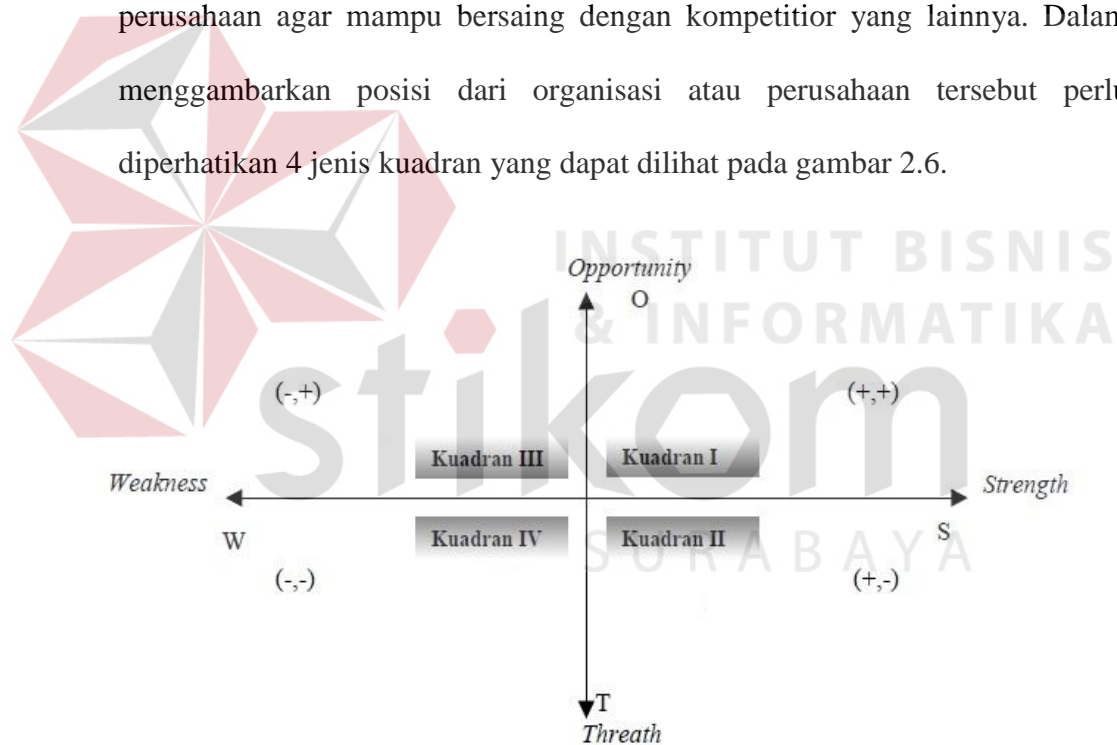 perusahaan agar mampu bersaing dengan kompetitior yang lainnya. Dalam
menggambarkan posisi dari organisasi atau perusahaan tersebut perlu
diperhatikan 4 jenis kuadran yang dapat dilihat pada gambar 2.6.
INSTITUT BISNIS
& INFORMATIKA
stikom
SURABAYA
Opportunity
O
(-,+)
(+,+)
Kuadran III
Kuadran I
Weakness
Strength
W
Kuadran IV
Kuadran II
S
(-,-)
(+,-)
T
Threath